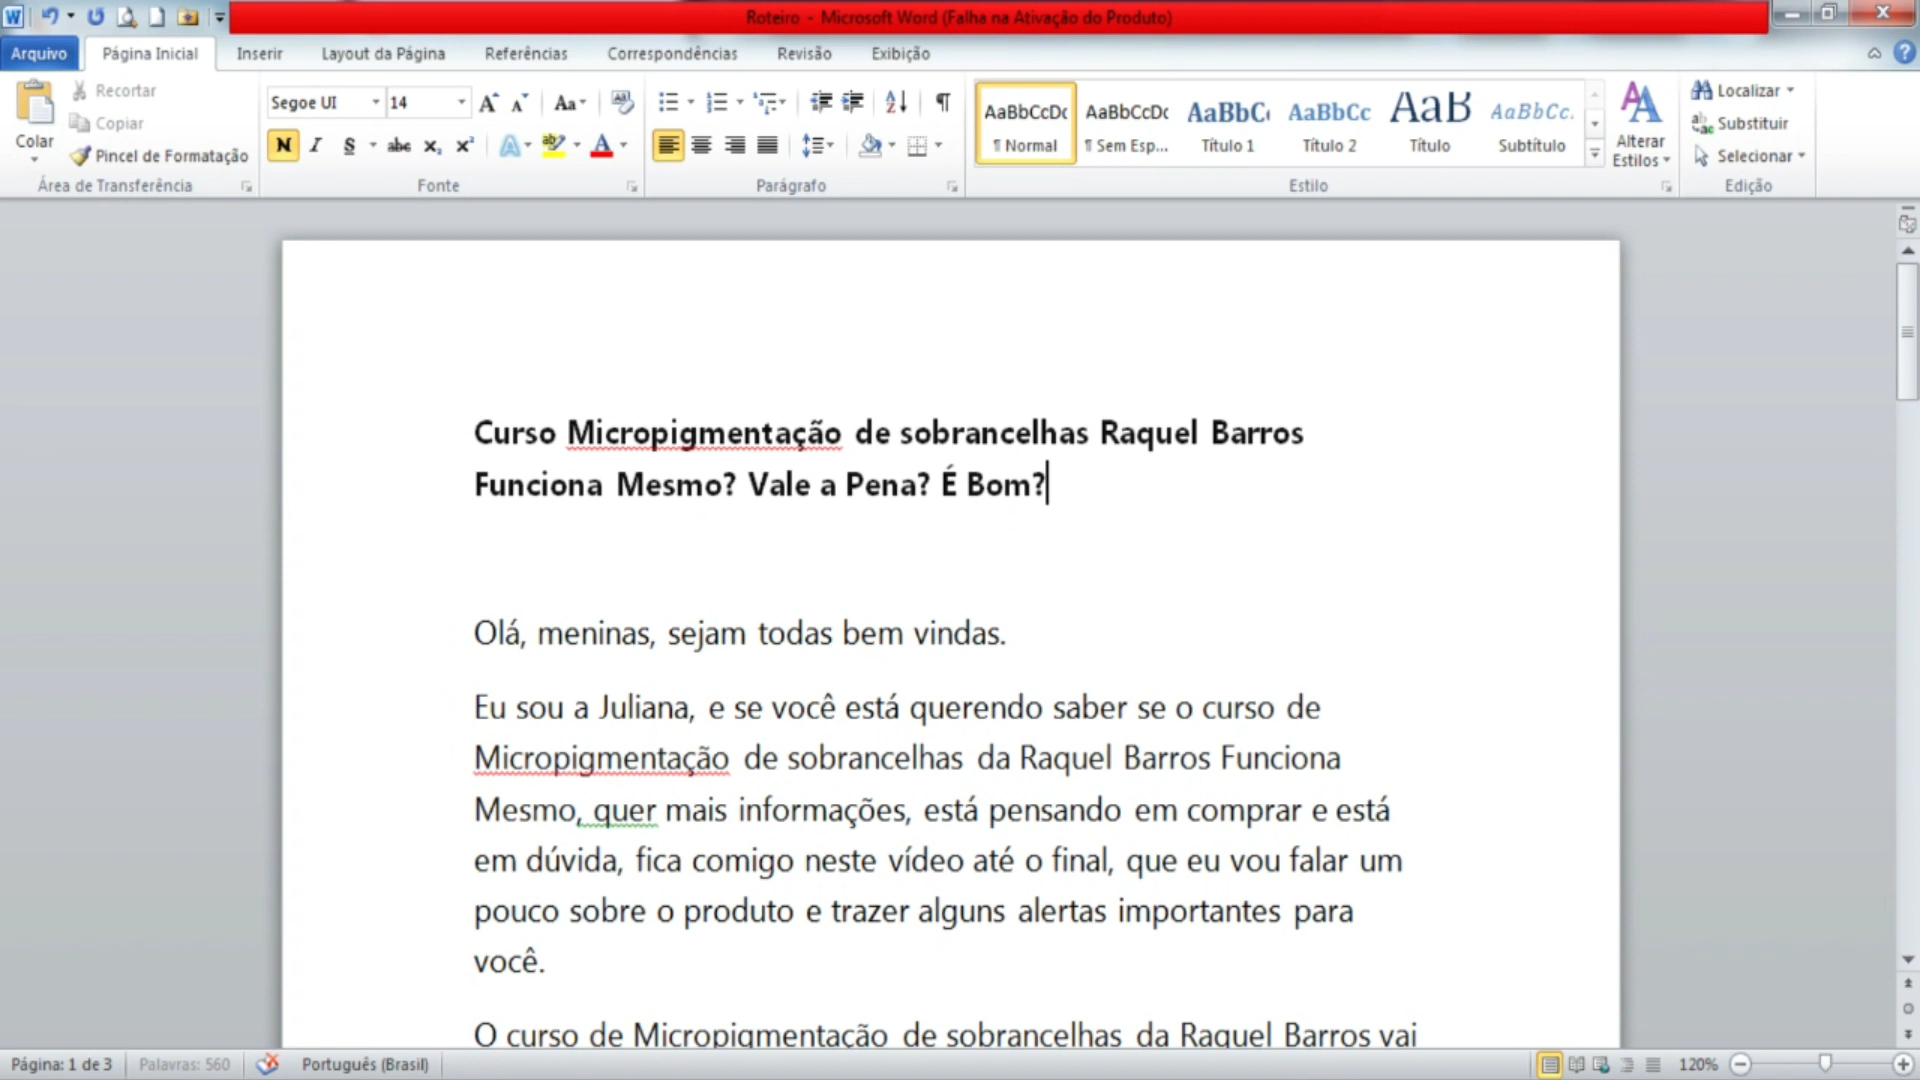 Roteiro - Microsoft Word (Falha na Ativação do Produto)
Arquivo Página Inicial Inserir Layout da Página Referências Correspondências Revisão Exibição
Colar
Recortar
Copiar
Pincel de Formatação
Área de Transferência
Segoe UI 14
Fonte
Parágrafo
AaBbCcDc AaBbCcDc AaBbC AaBbCc AaB AaBbCc.
¶ Normal ¶ Sem Esp... Título 1 Título 2 Título Subtítulo
Alterar Estilos
Estilo
Localizar
Substituir
Selecionar
Edição
Curso Micropigmentação de sobrancelhas Raquel Barros
Funciona Mesmo? Vale a Pena? É Bom?
Olá, meninas, sejam todas bem vindas.
Eu sou a Juliana, e se você está querendo saber se o curso de
Micropigmentação de sobrancelhas da Raquel Barros Funciona
Mesmo, quer mais informações, está pensando em comprar e está
em dúvida, fica comigo neste vídeo até o final, que eu vou falar um
pouco sobre o produto e trazer alguns alertas importantes para
você.
O curso de Micropigmentação de sobrancelhas da Raquel Barros vai
Página: 1 de 3 Palavras: 560 Português (Brasil) 120%